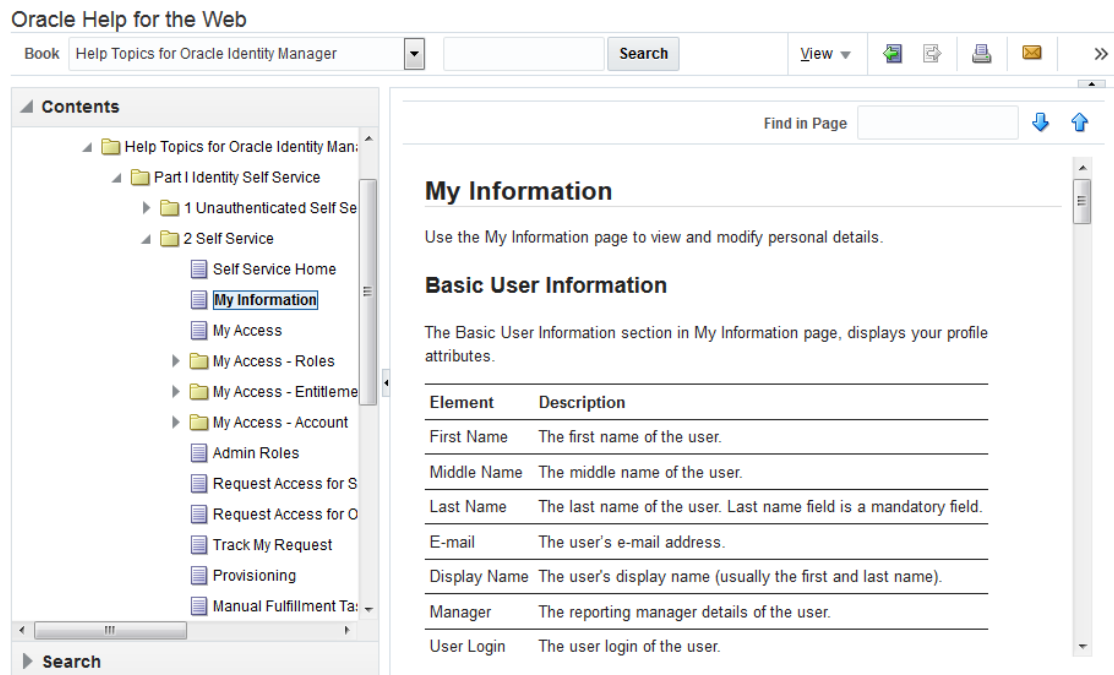 Oracle Help for the Web
Book Help Topics for Oracle Identity Manager Search View »
Contents
Help Topics for Oracle Identity Mana
Part I Identity Self Service
1 Unauthenticated Self Se
2 Self Service
Self Service Home
My Information
My Access
My Access - Roles
My Access - Entitleme
My Access - Account
Admin Roles
Request Access for S
Request Access for O
Track My Request
Provisioning
Manual Fulfillment Ta
Search
Find in Page
My Information
Use the My Information page to view and modify personal details.
Basic User Information
The Basic User Information section in My Information page, displays your profile
attributes.
Element Description
First Name The first name of the user.
Middle Name The middle name of the user.
Last Name The last name of the user. Last name field is a mandatory field.
E-mail The user's e-mail address.
Display Name The user's display name (usually the first and last name).
Manager The reporting manager details of the user.
User Login The user login of the user.